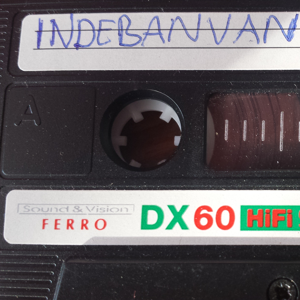 INDEBANVAN
A
Sound & Vision
FERRO
DX 60 HiFi